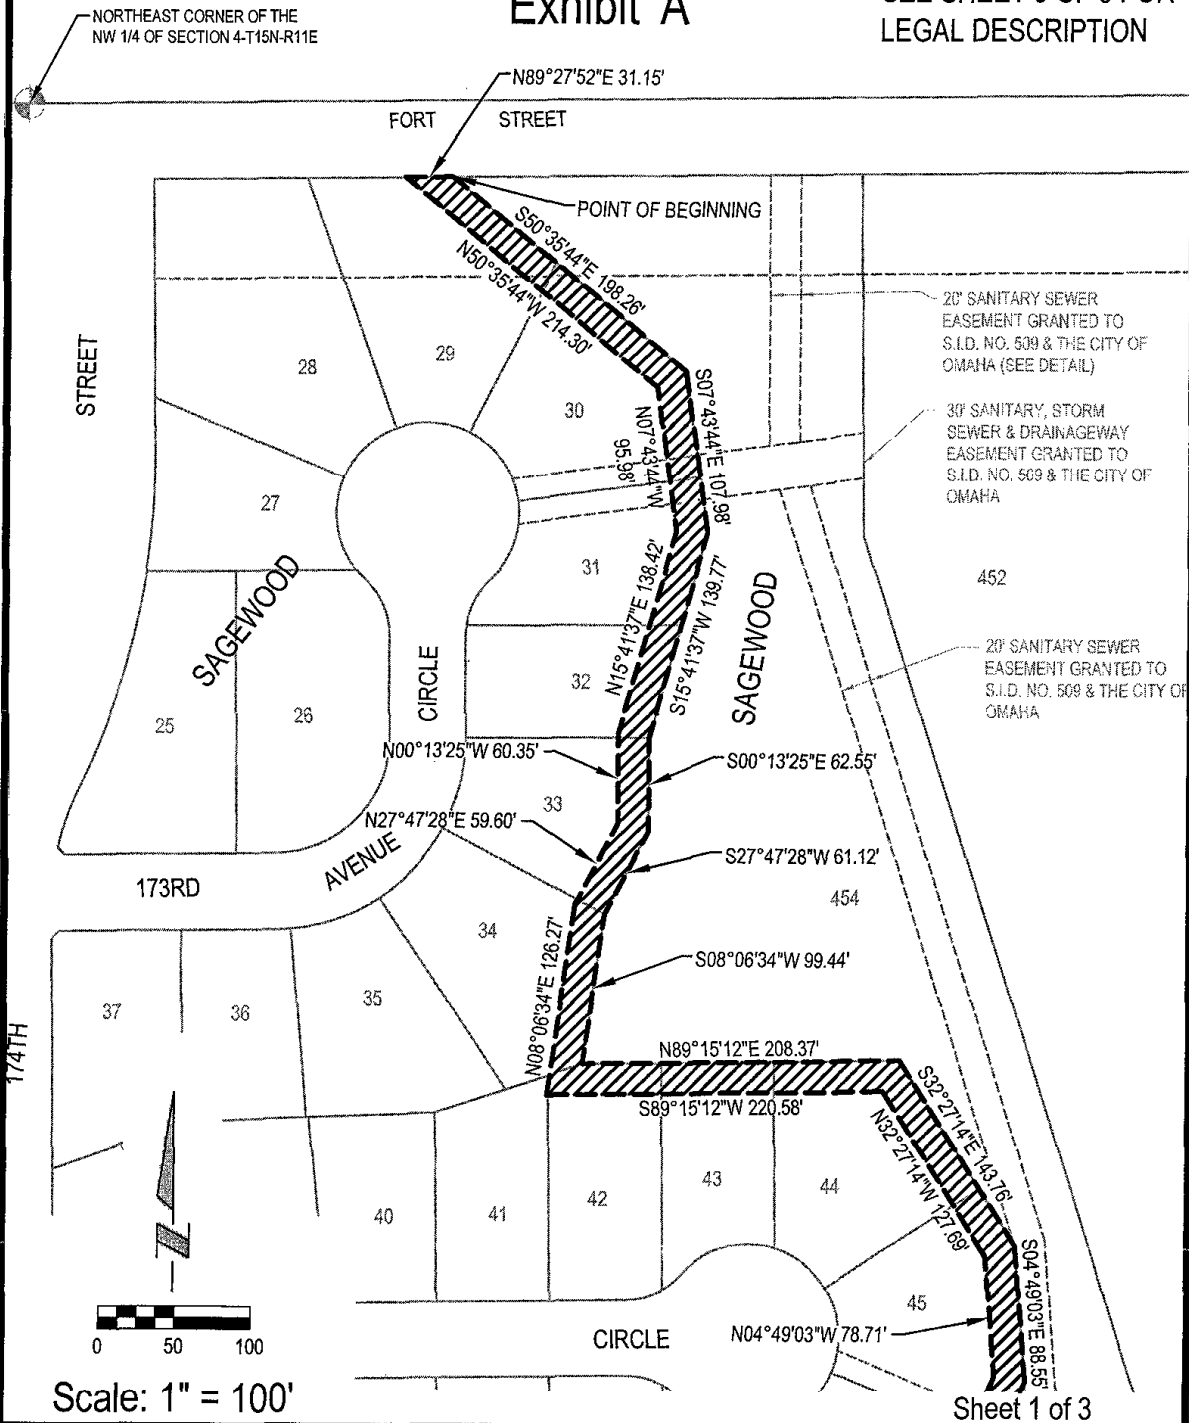 Exhibit "A"
LEGAL DESCRIPTION
NORTHEAST CORNER OF THE
NW 1/4 OF SECTION 4-T15N-R11E
N89°27'52"E 31.15'
FORT STREET
POINT OF BEGINNING
S50°35'44"E 198.26'
N50°35'44"W 214.30'
20' SANITARY SEWER
EASEMENT GRANTED TO
S.I.D. NO. 509 & THE CITY OF
OMAHA (SEE DETAIL)
STREET
28
29
30
S07°43'44"E 107.98'
N07°43'44"W
95.98'
30' SANITARY, STORM
SEWER & DRAINAGEWAY
EASEMENT GRANTED TO
S.I.D. NO. 509 & THE CITY OF
OMAHA
27
31
452
SAGEWOOD
N15°41'37"E 138.42'
S15°41'37"W 139.77'
SAGEWOOD
20' SANITARY SEWER
EASEMENT GRANTED TO
S.I.D. NO. 509 & THE CITY OF
OMAHA
CIRCLE
32
25
26
N00°13'25"W 60.35'
S00°13'25"E 62.55'
33
N27°47'28"E 59.60'
S27°47'28"W 61.12'
173RD
AVENUE
454
34
N08°06'34"E 126.27'
S08°06'34"W 99.44'
37
36
35
174TH
N89°15'12"E 208.37'
S89°15'12"W 220.58'
S32°27'14"E 143.76'
N32°27'14"W 127.69'
40
41
42
43
44
45
S04°49'03"E 88.55'
N04°49'03"W 78.71'
CIRCLE
Z
0 50 100
Scale: 1" = 100'
Sheet 1 of 3